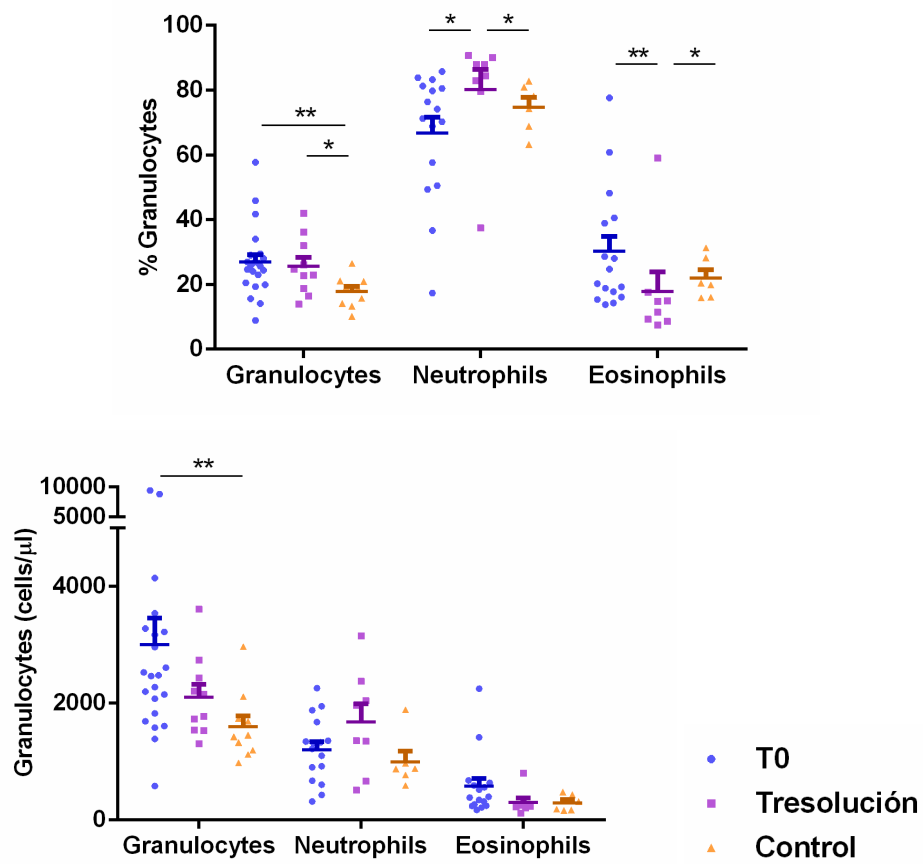 % Granulocytes
100
80
60
40
20
0
** * * * ** *
Granulocytes Neutrophils Eosinophils
Granulocytes (cells/µl)
10000
5000
4000
2000
0
**
Granulocytes Neutrophils Eosinophils
T0
Tresolución
Control